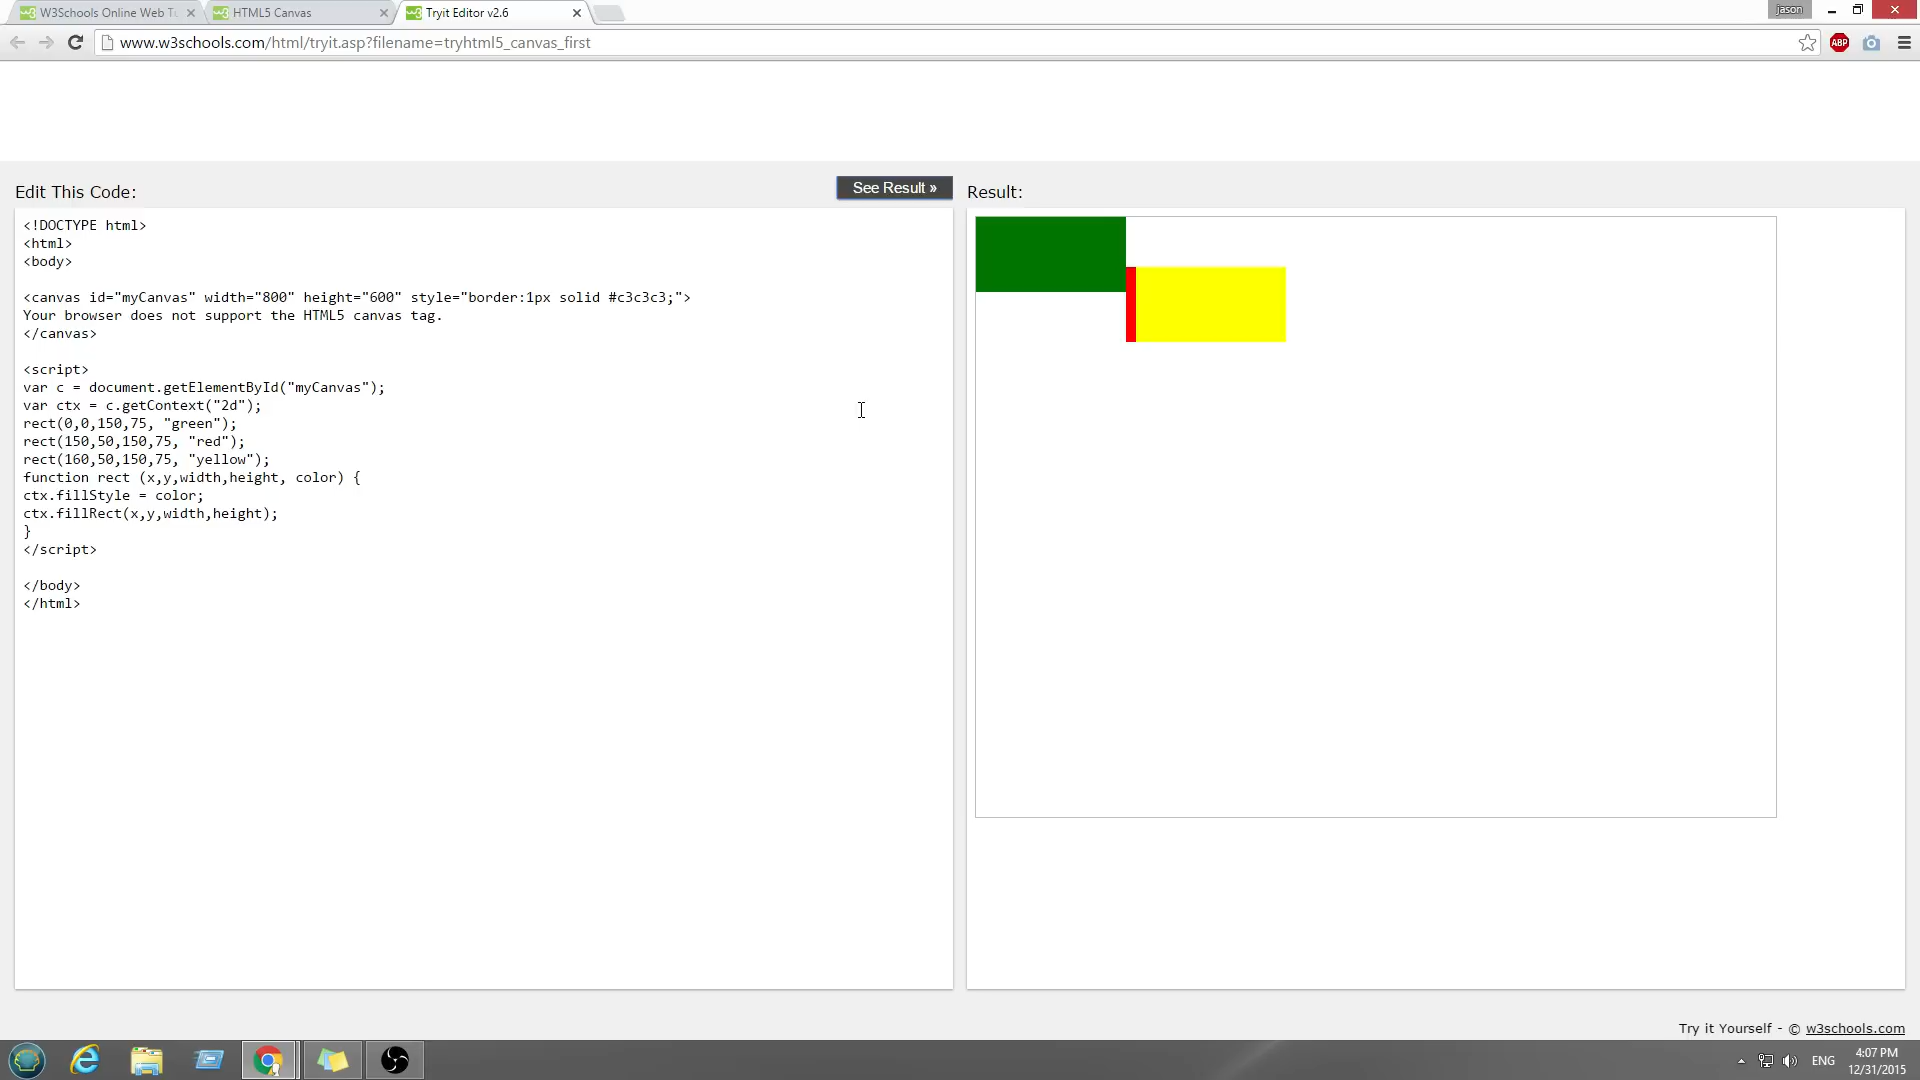 W3Schools Online Web Tu
HTML5 Canvas
Tryit Editor v2.6
jason
www.w3schools.com/html/tryit.asp?filename=tryhtml5_canvas_first
ABP
Edit This Code:
See Result »
Result:
<!DOCTYPE html>
<html>
<body>
<canvas id="myCanvas" width="800" height="600" style="border:1px solid #c3c3c3;">
Your browser does not support the HTML5 canvas tag.
</canvas>
<script>
var c = document.getElementById("myCanvas");
var ctx = c.getContext("2d");
rect(0,0,150,75, "green");
rect(150,50,150,75, "red");
rect(160,50,150,75, "yellow");
function rect (x,y,width,height, color) {
ctx.fillStyle = color;
ctx.fillRect(x,y,width,height);
}
</script>
</body>
</html>
Try it Yourself - © w3schools.com
ENG
4:07 PM
12/31/2015